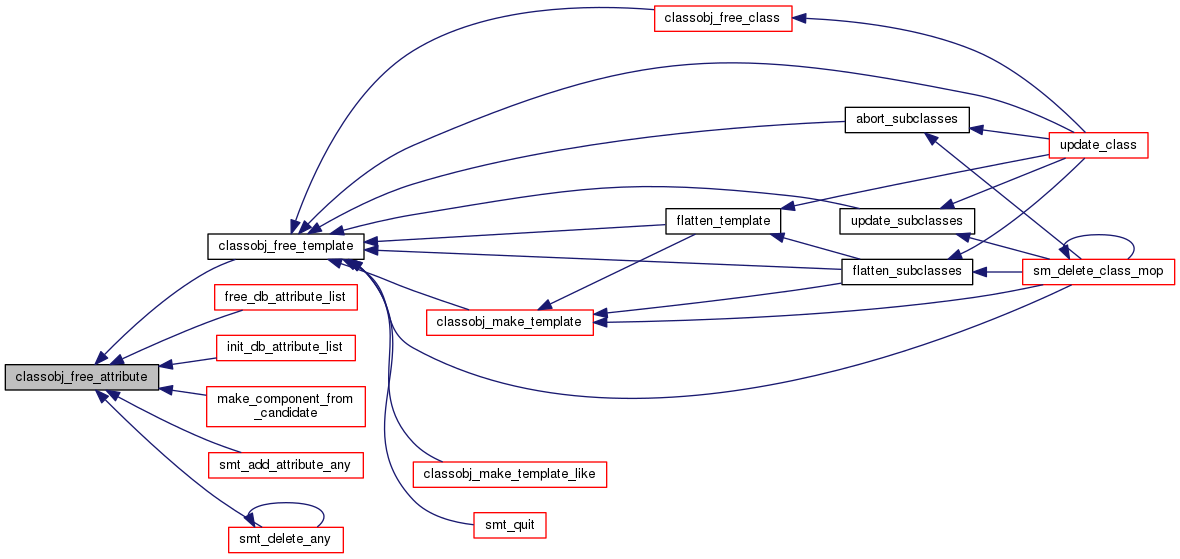 classobj_free_class
abort_subclasses
update_class
flatten_template
update_subclasses
classobj_free_template
flatten_subclasses
sm_delete_class_mop
free_db_attribute_list
classobj_make_template
init_db_attribute_list
classobj_free_attribute
make_component_from
_candidate
smt_add_attribute_any
classobj_make_template_like
smt_quit
smt_delete_any